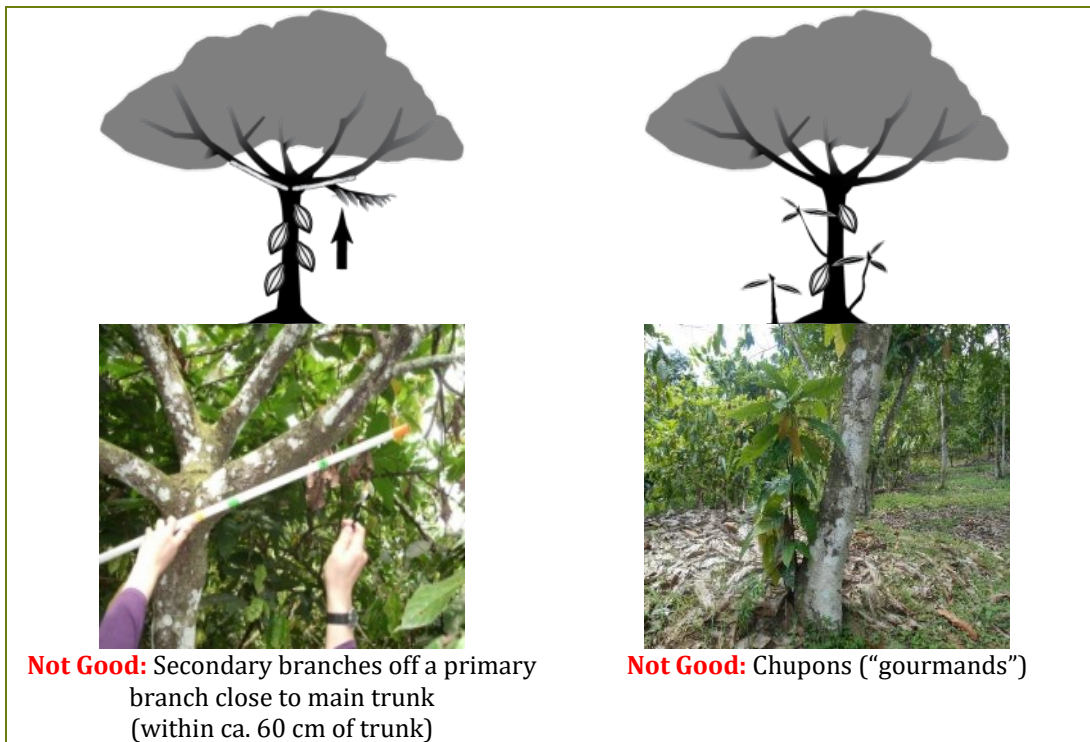 Not Good: Secondary branches off a primary
branch close to main trunk
(within ca. 60 cm of trunk)
Not Good: Chupons (“gourmands”)